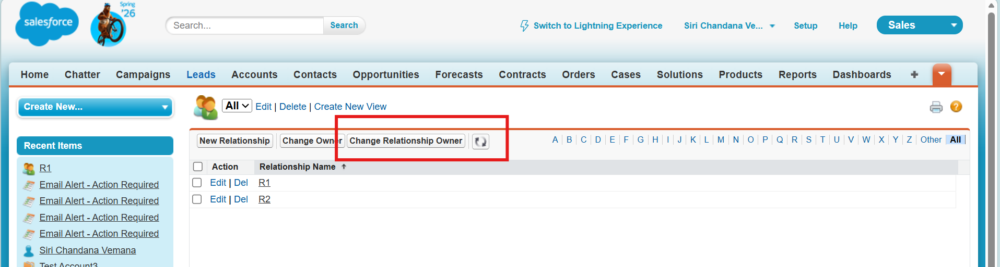 salesforce
Spring '26
Search... Search
Switch to Lightning Experience Siri Chandana Ve... Setup Help Sales
Home Chatter Campaigns Leads Accounts Contacts Opportunities Forecasts Contracts Orders Cases Solutions Products Reports Dashboards +
Create New...
All Edit | Delete | Create New View
?
Recent Items
R1
Email Alert - Action Required
Email Alert - Action Required
Email Alert - Action Required
Email Alert - Action Required
Siri Chandana Vemana
Test Account3
New Relationship Change Owner Change Relationship Owner
A | B | C | D | E | F | G | H | I | J | K | L | M | N | O | P | Q | R | S | T | U | V | W | X | Y | Z | Other | All
Action Relationship Name ↑
Edit | Del R1
Edit | Del R2